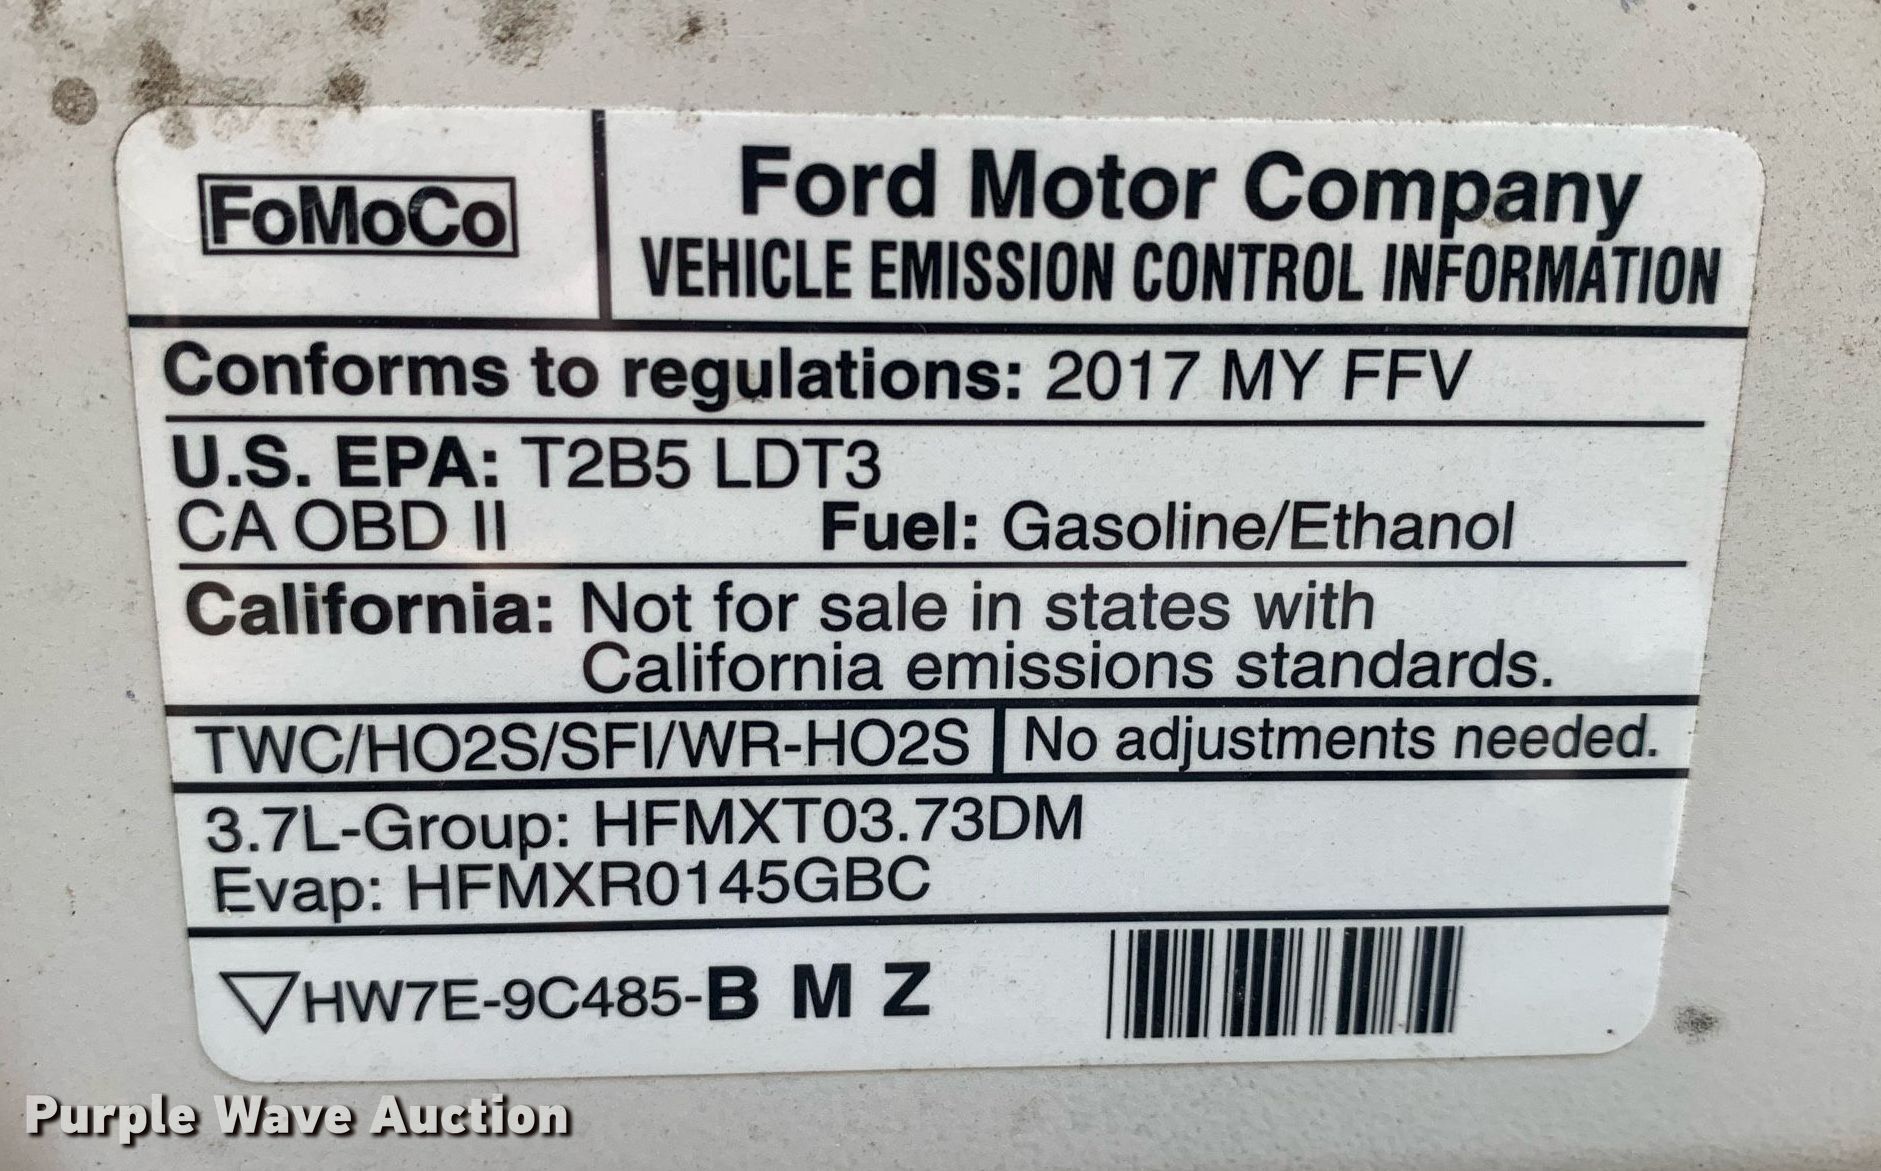 FoMoCo
Ford Motor Company
VEHICLE EMISSION CONTROL INFORMATION
Conforms to regulations: 2017 MY FFV
U.S. EPA: T2B5 LDT3
CA OBD II Fuel: Gasoline/Ethanol
California: Not for sale in states with
California emissions standards.
TWC/HO2S/SFI/WR-HO2S No adjustments needed.
3.7L-Group: HFMXT03.73DM
Evap: HFMXR0145GBC
HW7E-9C485-B M Z
Purple Wave Auction